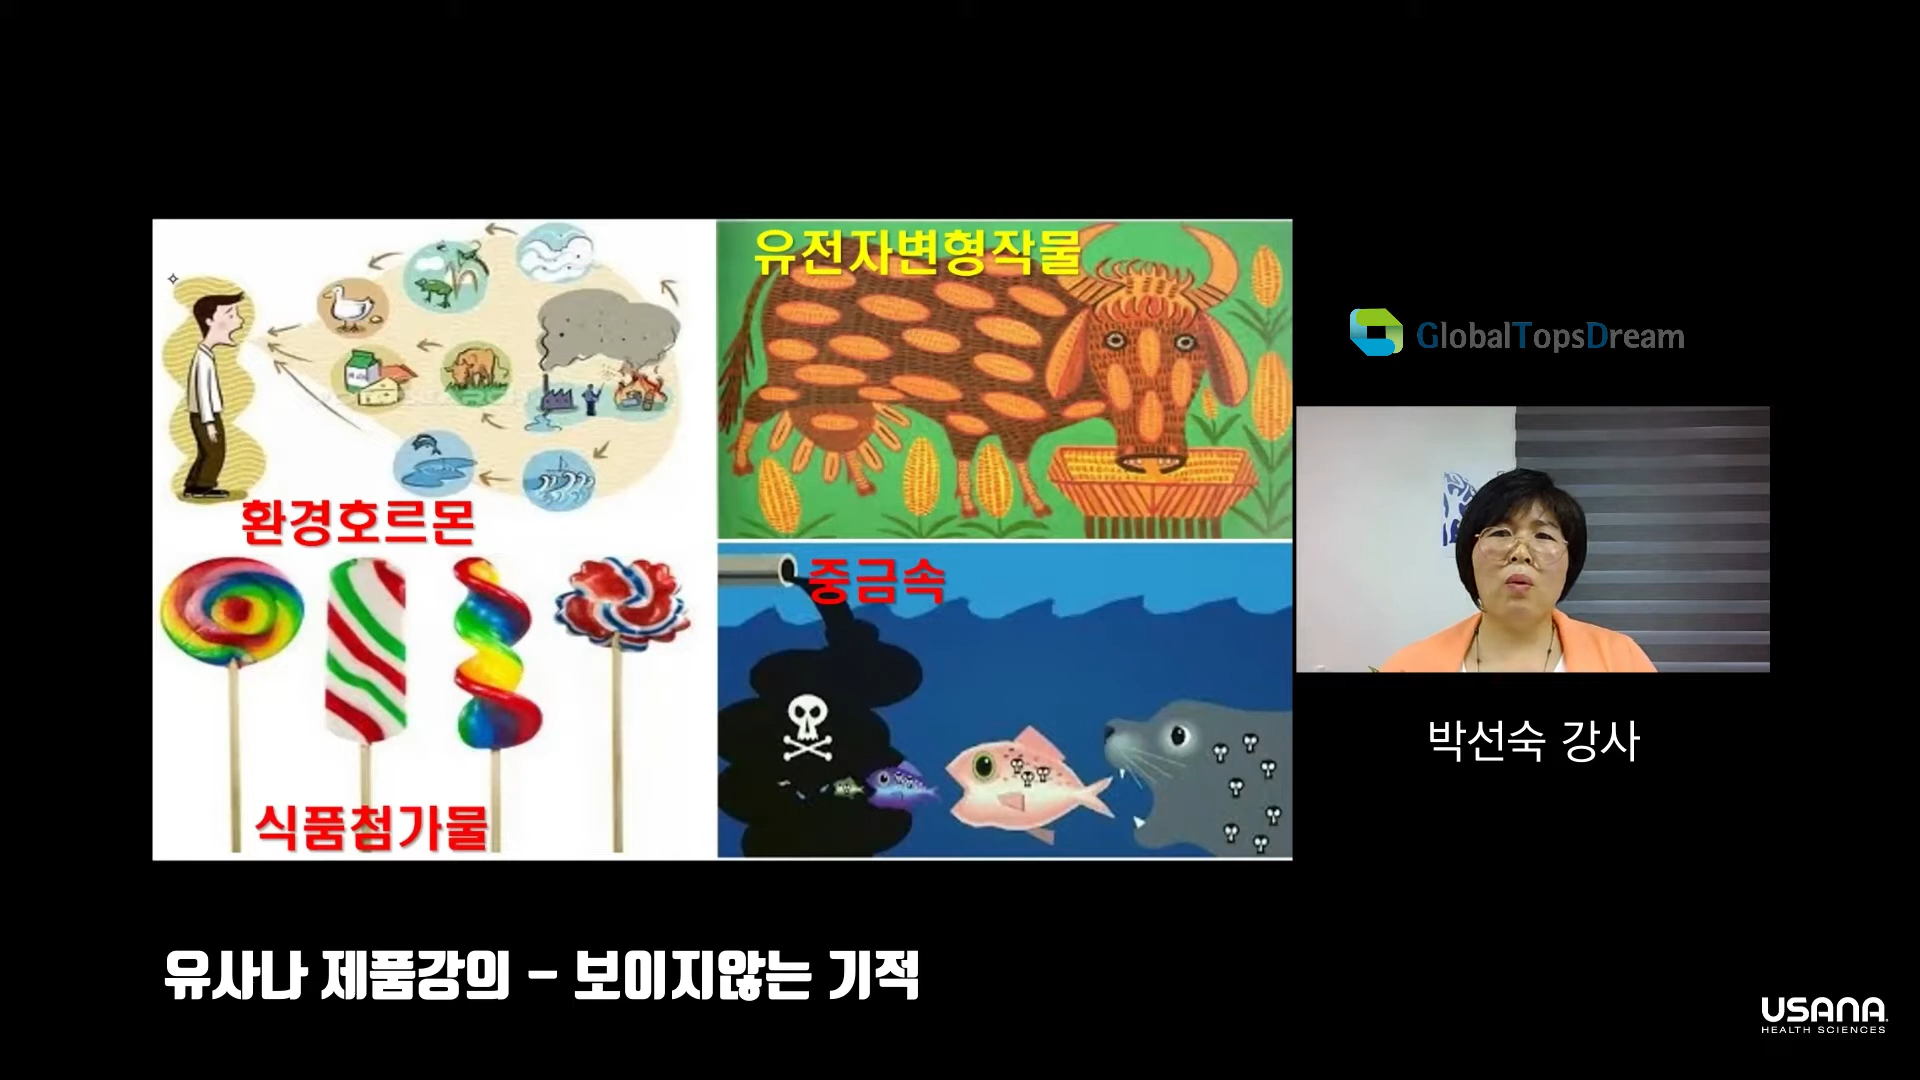 유전자변형작물
환경호르몬
중금속
식품첨가물
GlobalTopsDream
박선숙 강사
유사나 제품강의 - 보이지않는 기적
USANA
HEALTH SCIENCES